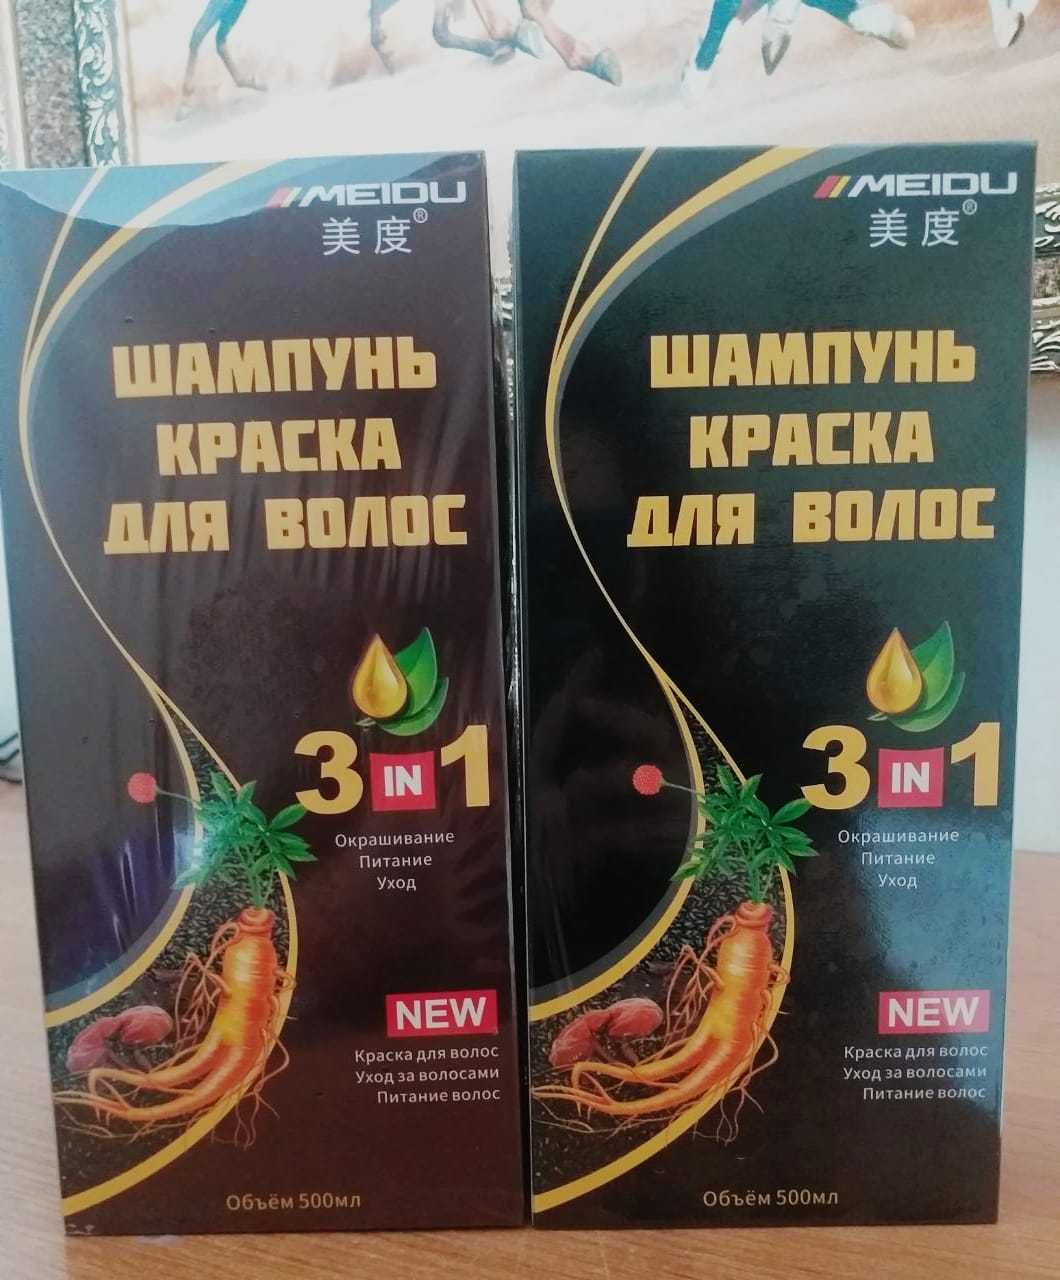 MEIDU
美度®
ШАМПУНЬ
КРАСКА
ДЛЯ ВОЛОС
3 IN 1
Окрашивание
Питание
Уход
NEW
Краска для волос
Уход за волосами
Питание волос
Объём 500мл
MEIDU
美度®
ШАМПУНЬ
КРАСКА
ДЛЯ ВОЛОС
3 IN 1
Окрашивание
Питание
Уход
NEW
Краска для волос
Уход за волосами
Питание волос
Объём 500мл